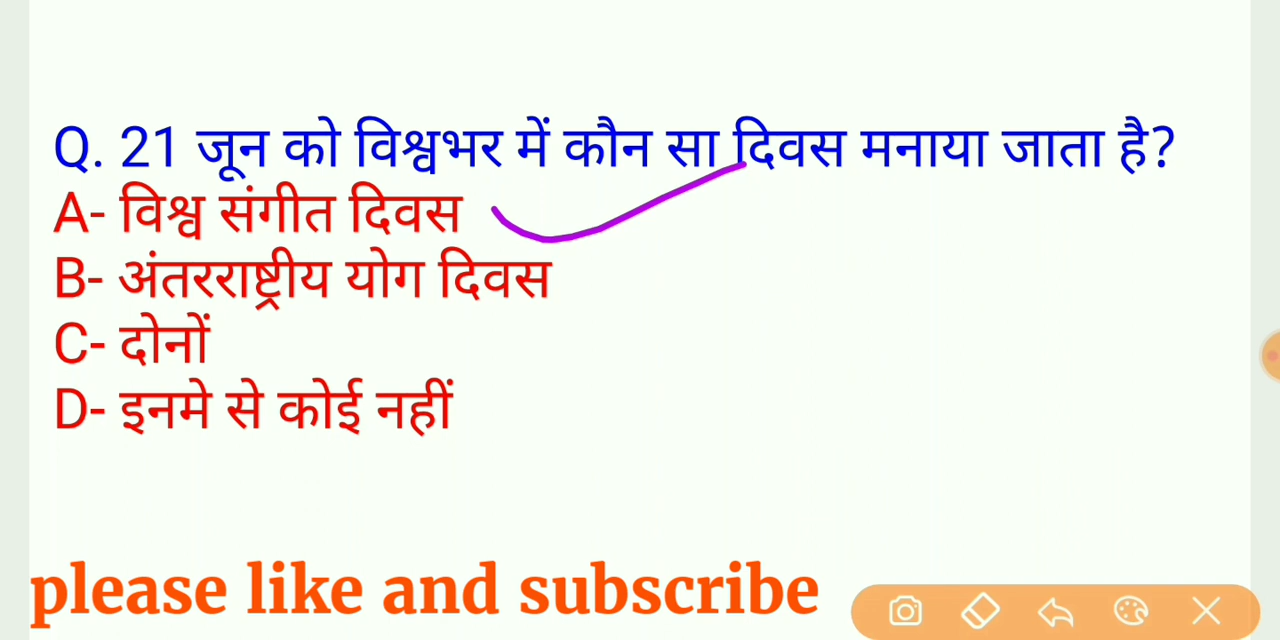 Q. 21 जून को विश्वभर में कौन सा दिवस मनाया जाता है?
A- विश्व संगीत दिवस
B- अंतरराष्ट्रीय योग दिवस
C- दोनों
D- इनमे से कोई नहीं
please like and subscribe